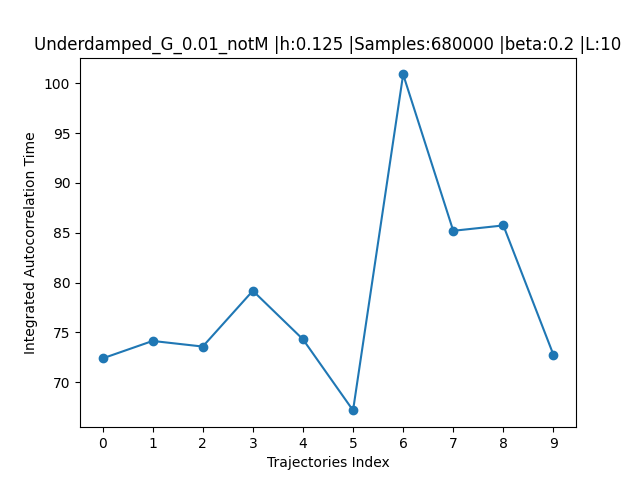 Underdamped_G_0.01_notM |h:0.125 |Samples:680000 |beta:0.2 |L:10
Integrated Autocorrelation Time
100
95
90
85
80
75
70
0 1 2 3 4 5 6 7 8 9
Trajectories Index